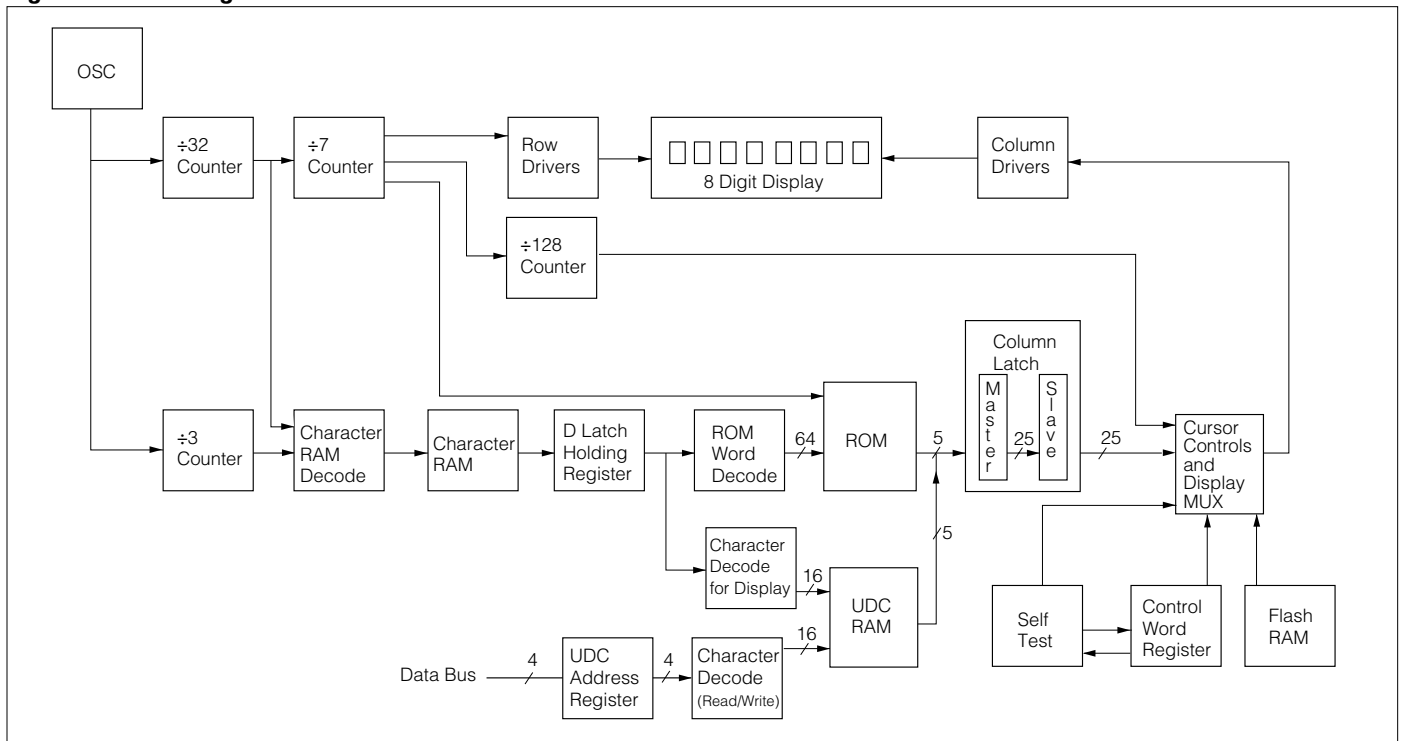 OSC
÷32
Counter
÷7
Counter
Row
Drivers
8 Digit Display
Column
Drivers
÷128
Counter
Column
Latch
Master
Slave
25
25
÷3
Counter
Character
RAM
Decode
Character
RAM
D Latch
Holding
Register
ROM
Word
Decode
64
ROM
5
Cursor
Controls
and
Display
MUX
Character
Decode
for Display
16
5
UDC
RAM
Self
Test
Control
Word
Register
Flash
RAM
Data Bus
4
UDC
Address
Register
4
Character
Decode
(Read/Write)
16